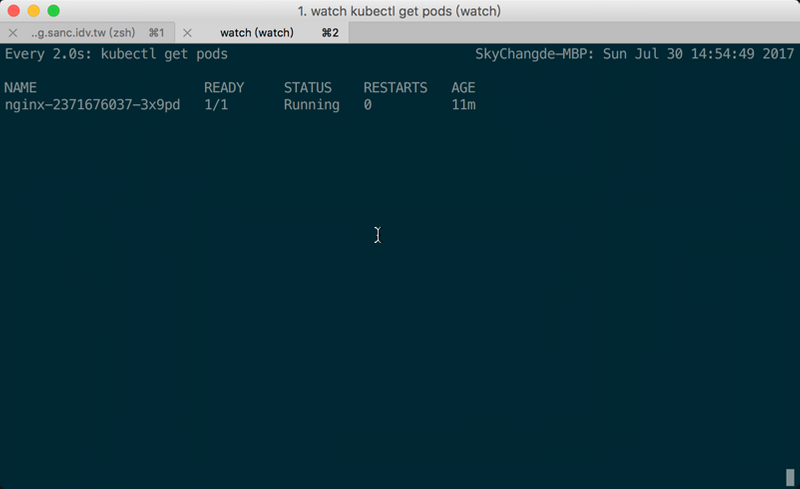 1. watch kubectl get pods (watch)
..g.sanc.idv.tw (zsh) ⌘1 watch (watch) ⌘2
Every 2.0s: kubectl get pods SkyChangde-MBP: Sun Jul 30 14:54:49 2017
NAME READY STATUS RESTARTS AGE
nginx-2371676037-3x9pd 1/1 Running 0 11m